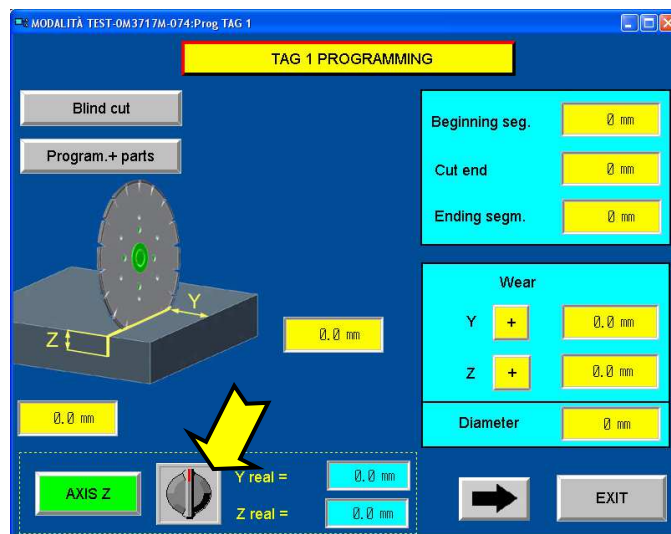 MODALITÀ TEST-0M3717M-074:Prog TAG 1
TAG 1 PROGRAMMING
Blind cut
Program.+ parts
Beginning seg. 0 mm
Cut end 0 mm
Ending segm. 0 mm
Y
Z
0.0 mm
0.0 mm
Wear
Y + 0.0 mm
Z + 0.0 mm
Diameter 0 mm
AXIS Z
Y real = 0.0 mm
Z real = 0.0 mm
EXIT